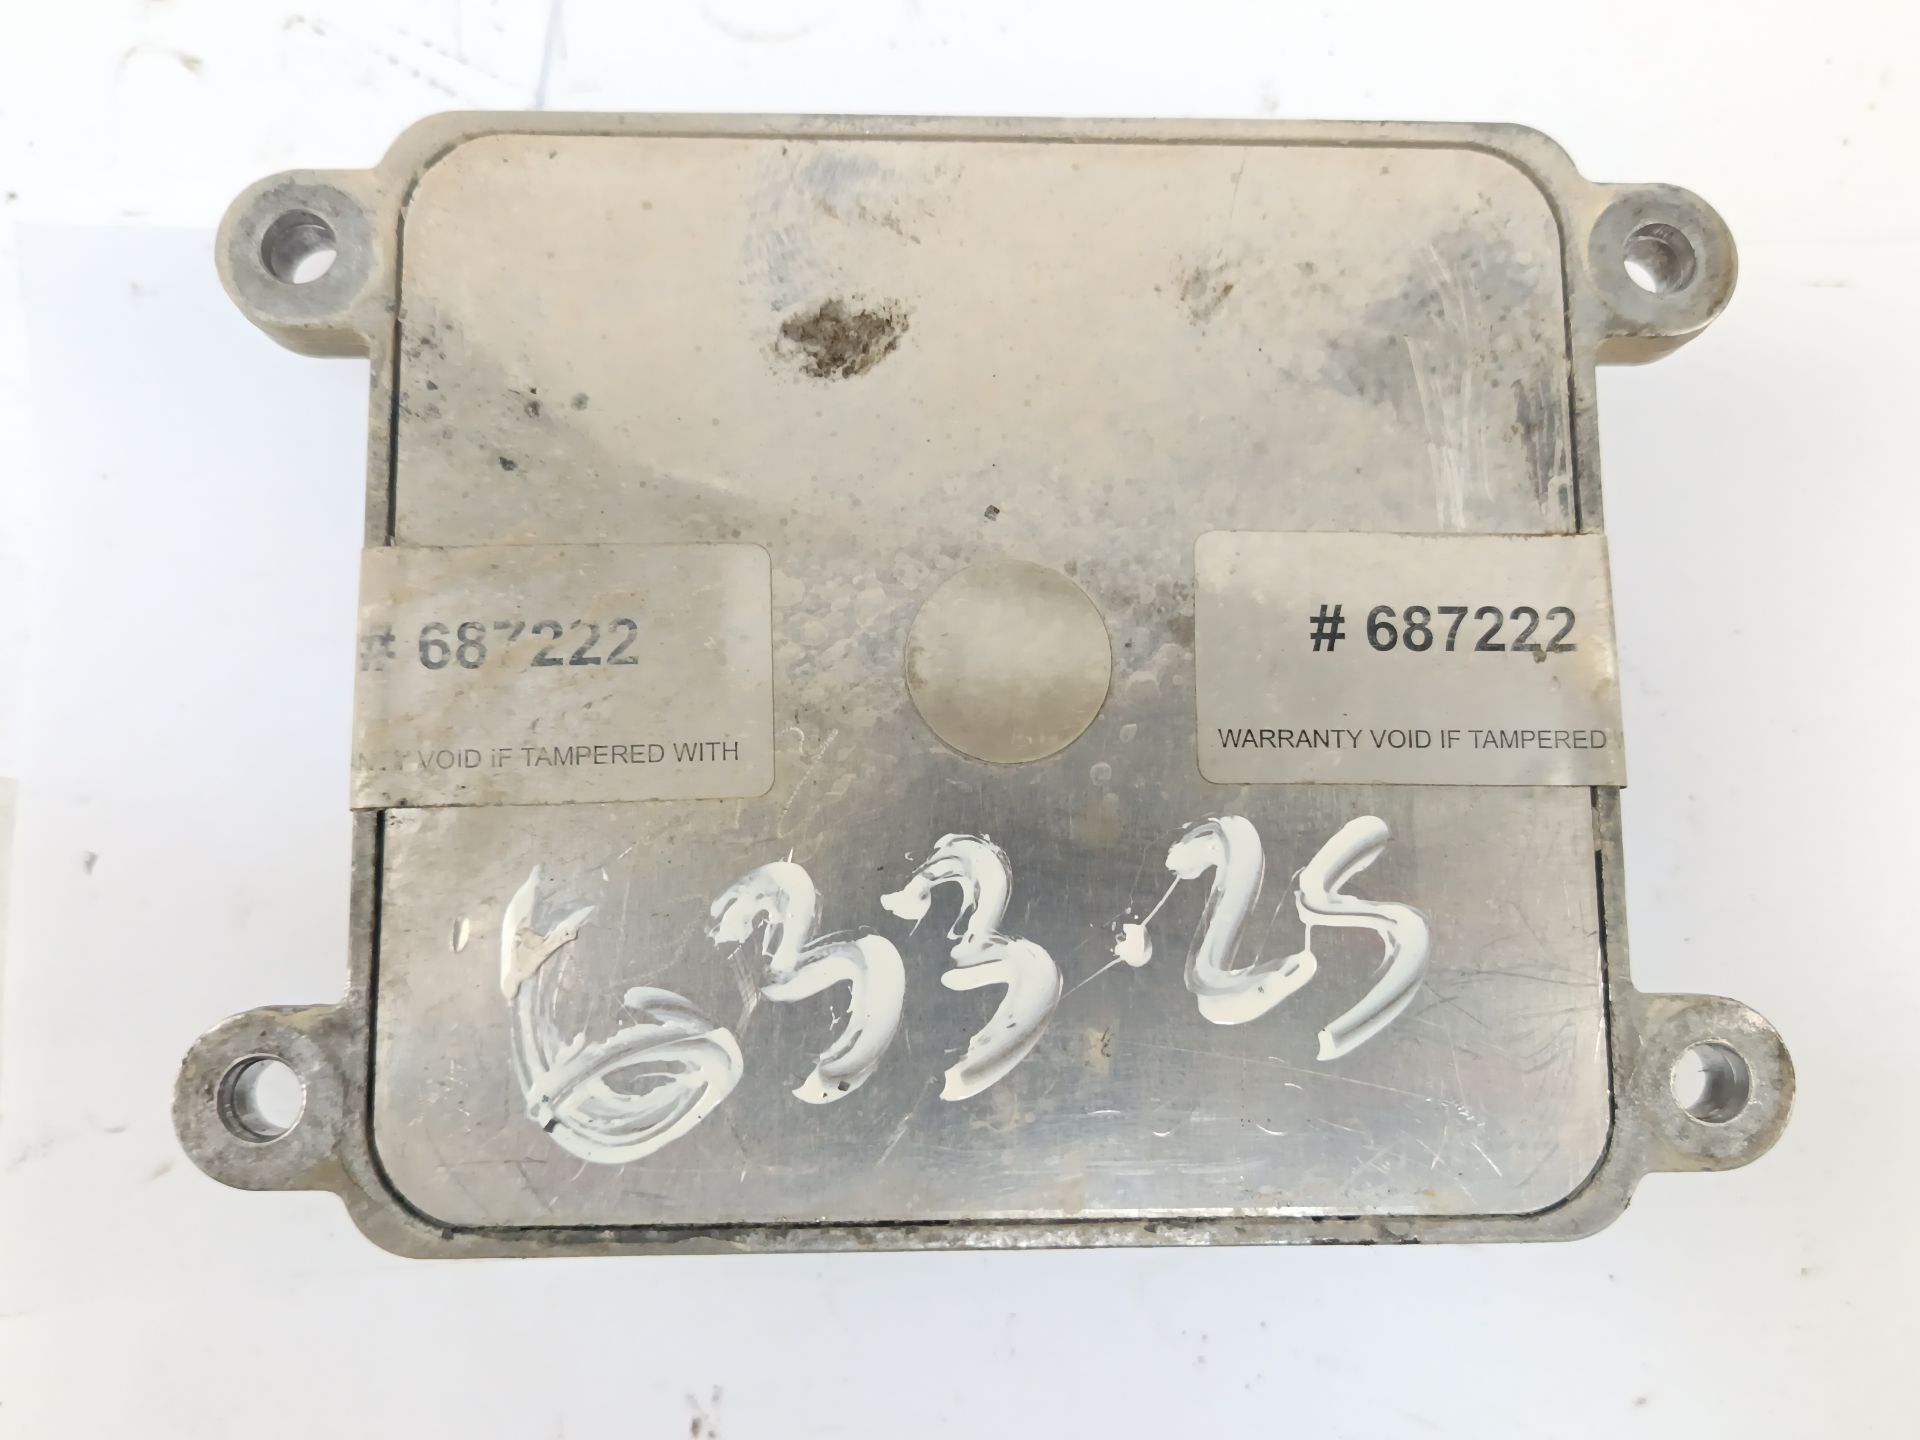 # 687222
# 687222
WARRANTY VOID IF TAMPERED
VOID IF TAMPERED WITH
633.25